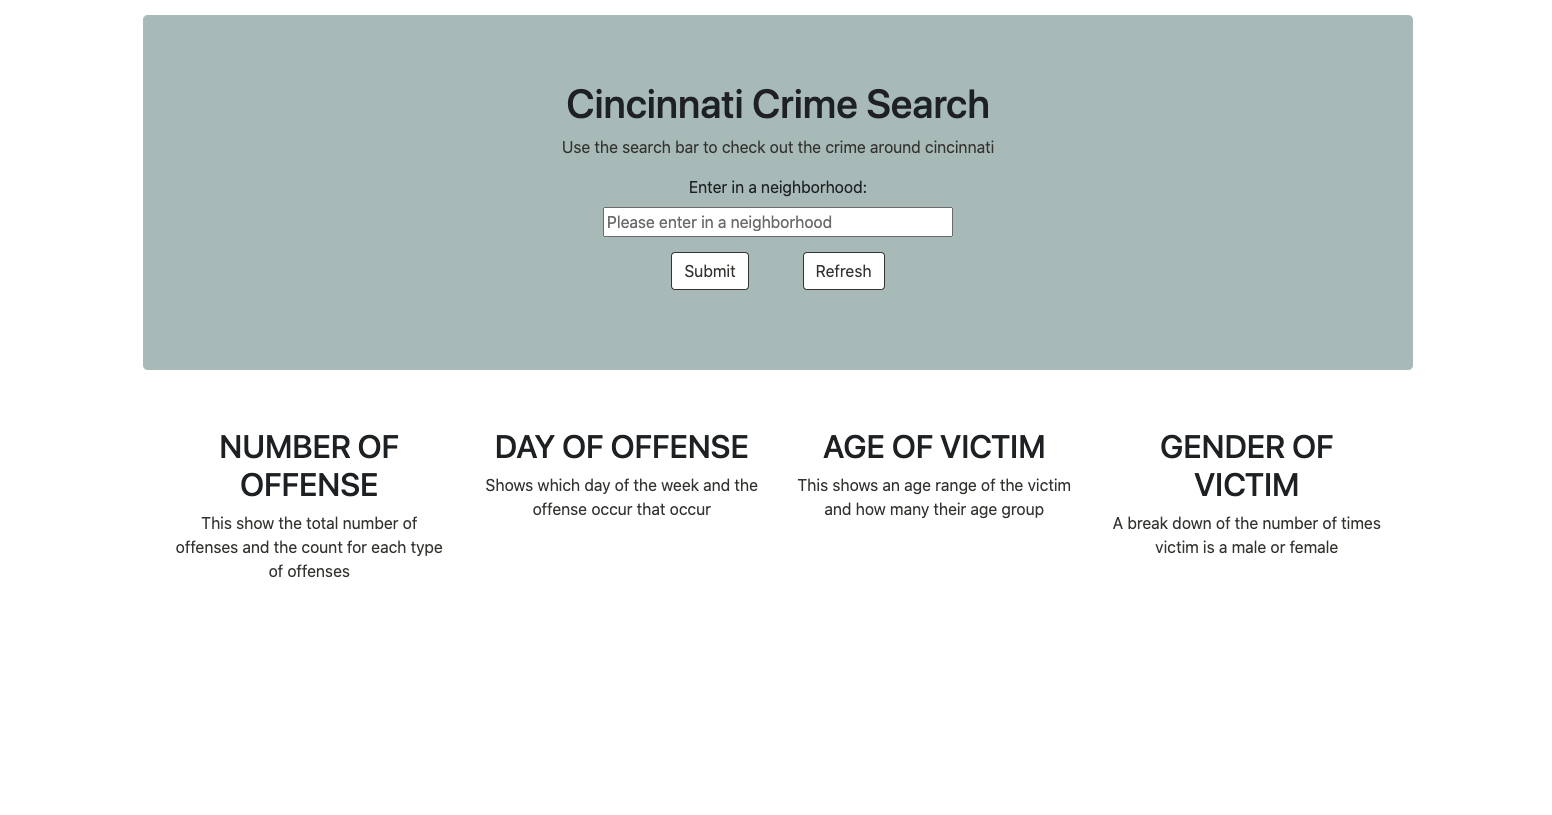 Cincinnati Crime Search
Use the search bar to check out the crime around cincinnati
Enter in a neighborhood:
Please enter in a neighborhood
Submit
Refresh
NUMBER OF
OFFENSE
This show the total number of
offenses and the count for each type
of offenses
DAY OF OFFENSE
Shows which day of the week and the
offense occur that occur
AGE OF VICTIM
This shows an age range of the victim
and how many their age group
GENDER OF
VICTIM
A break down of the number of times
victim is a male or female